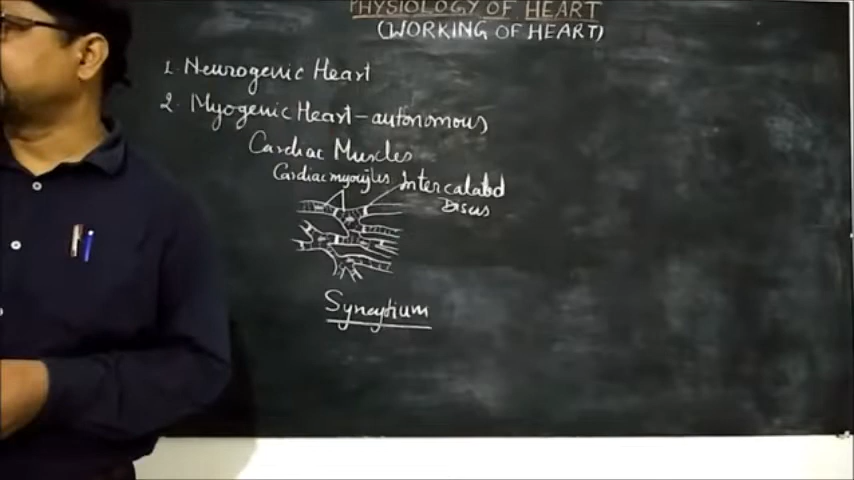 PHYSIOLOGY OF HEART
(WORKING OF HEART)
1. Neurogenic Heart
2. Myogenic Heart - autonomous
Cardiac Muscles
Cardiac myocytes Intercalated
Discs
Syncytium